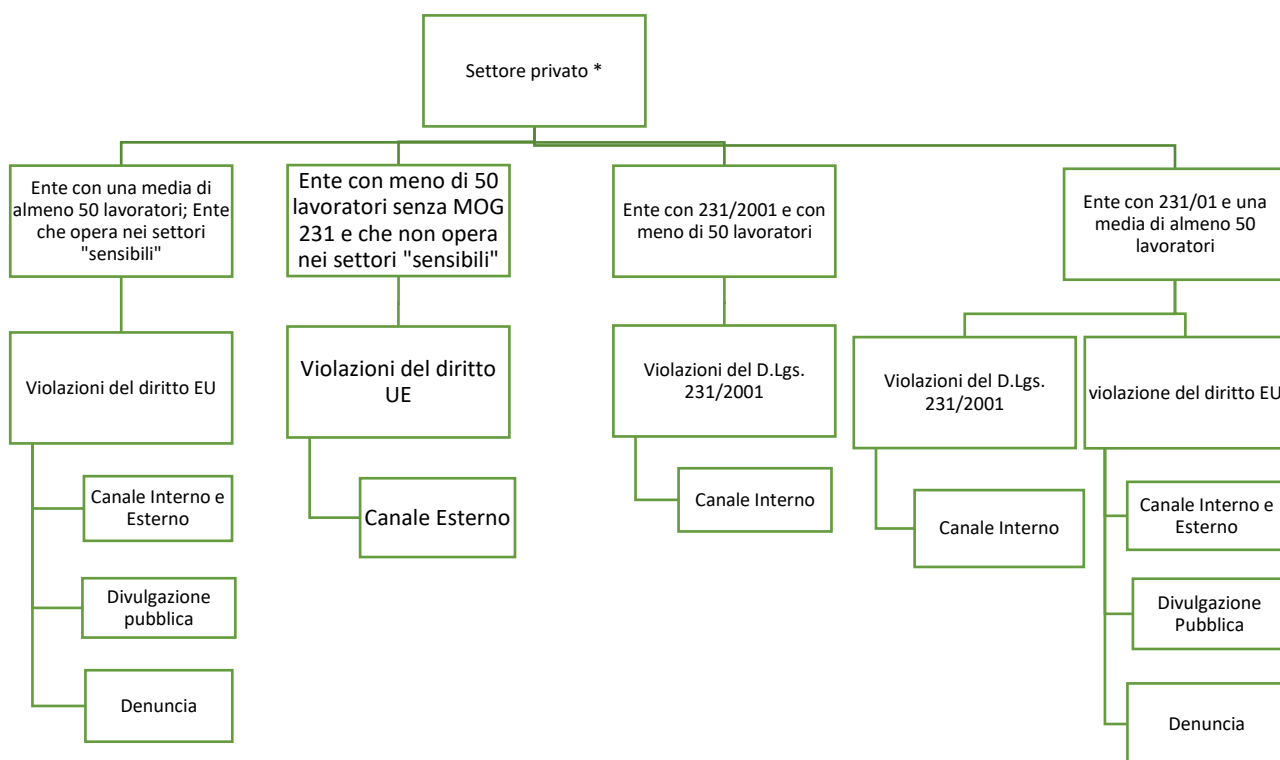 Settore privato *
Ente con una media di
almeno 50 lavoratori; Ente
che opera nei settori
"sensibili"
Ente con meno di 50
lavoratori senza MOG
231 e che non opera
nei settori "sensibili"
Ente con 231/2001 e con
meno di 50 lavoratori
Ente con 231/01 e una
media di almeno 50
lavoratori
Violazioni del diritto EU
Violazioni del diritto
UE
Violazioni del D.Lgs.
231/2001
Violazioni del D.Lgs.
231/2001
violazione del diritto EU
Canale Interno e
Esterno
Canale Esterno
Canale Interno
Canale Interno
Canale Interno e
Esterno
Divulgazione
pubblica
Divulgazione
Pubblica
Denuncia
Denuncia